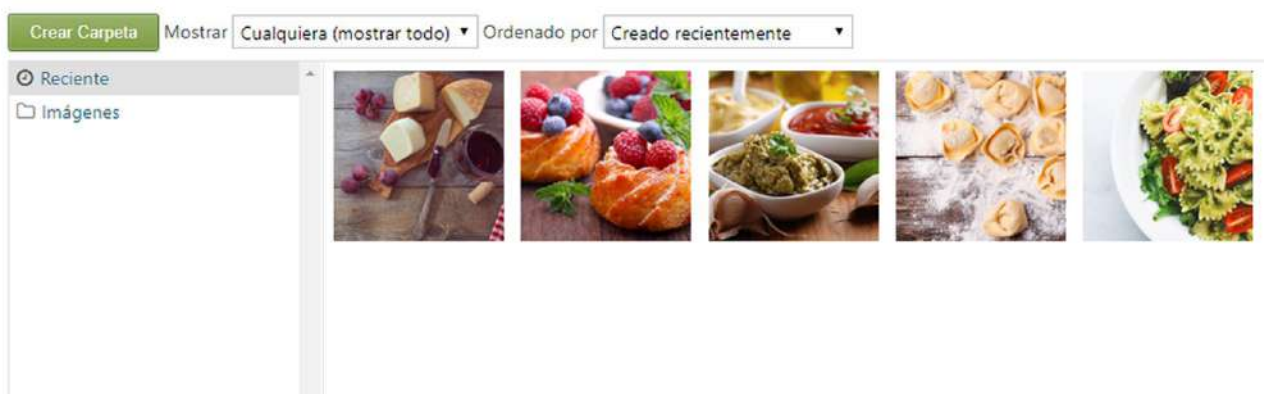 Crear Carpeta Mostrar Cualquiera (mostrar todo) Ordenado por Creado recientemente
Reciente
Imágenes